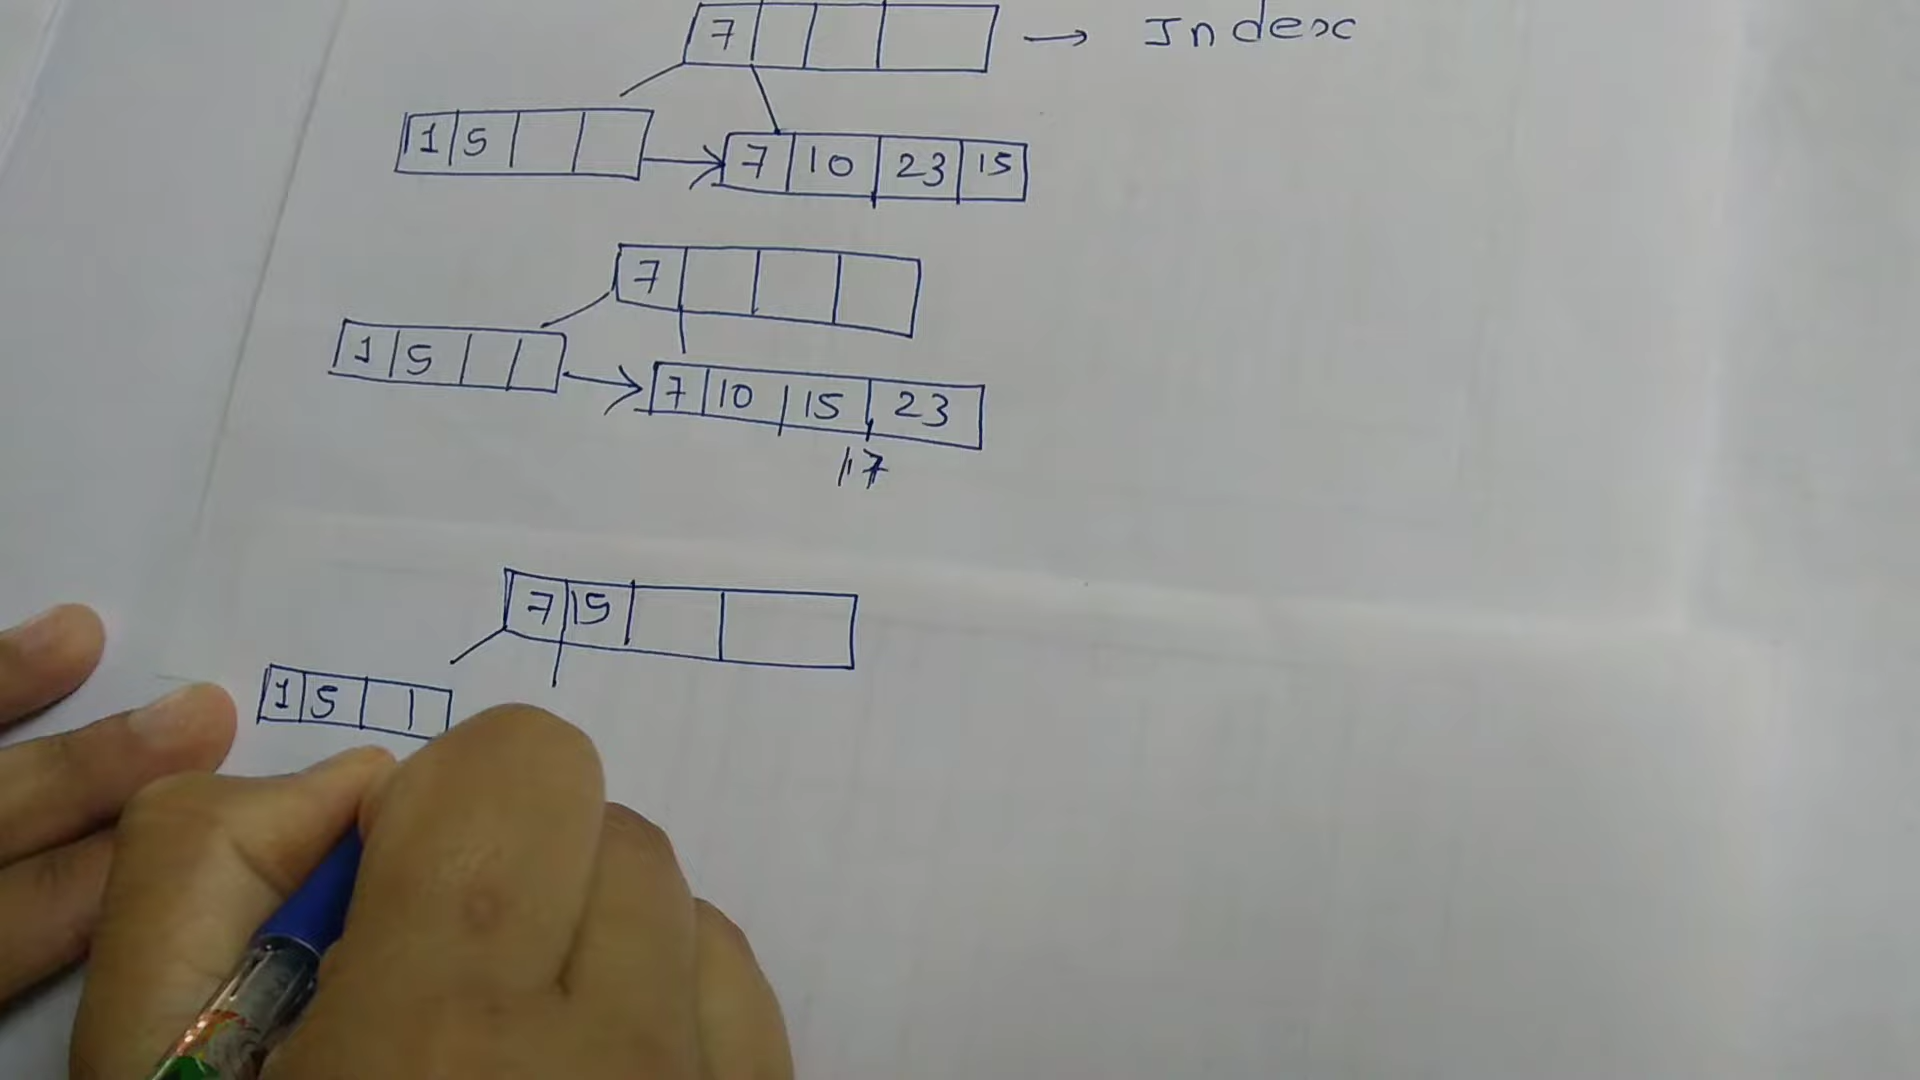 7 → Index
1 5 → 7 10 23 15
7
1 5 → 7 10 15 23
17
7 15
1 5